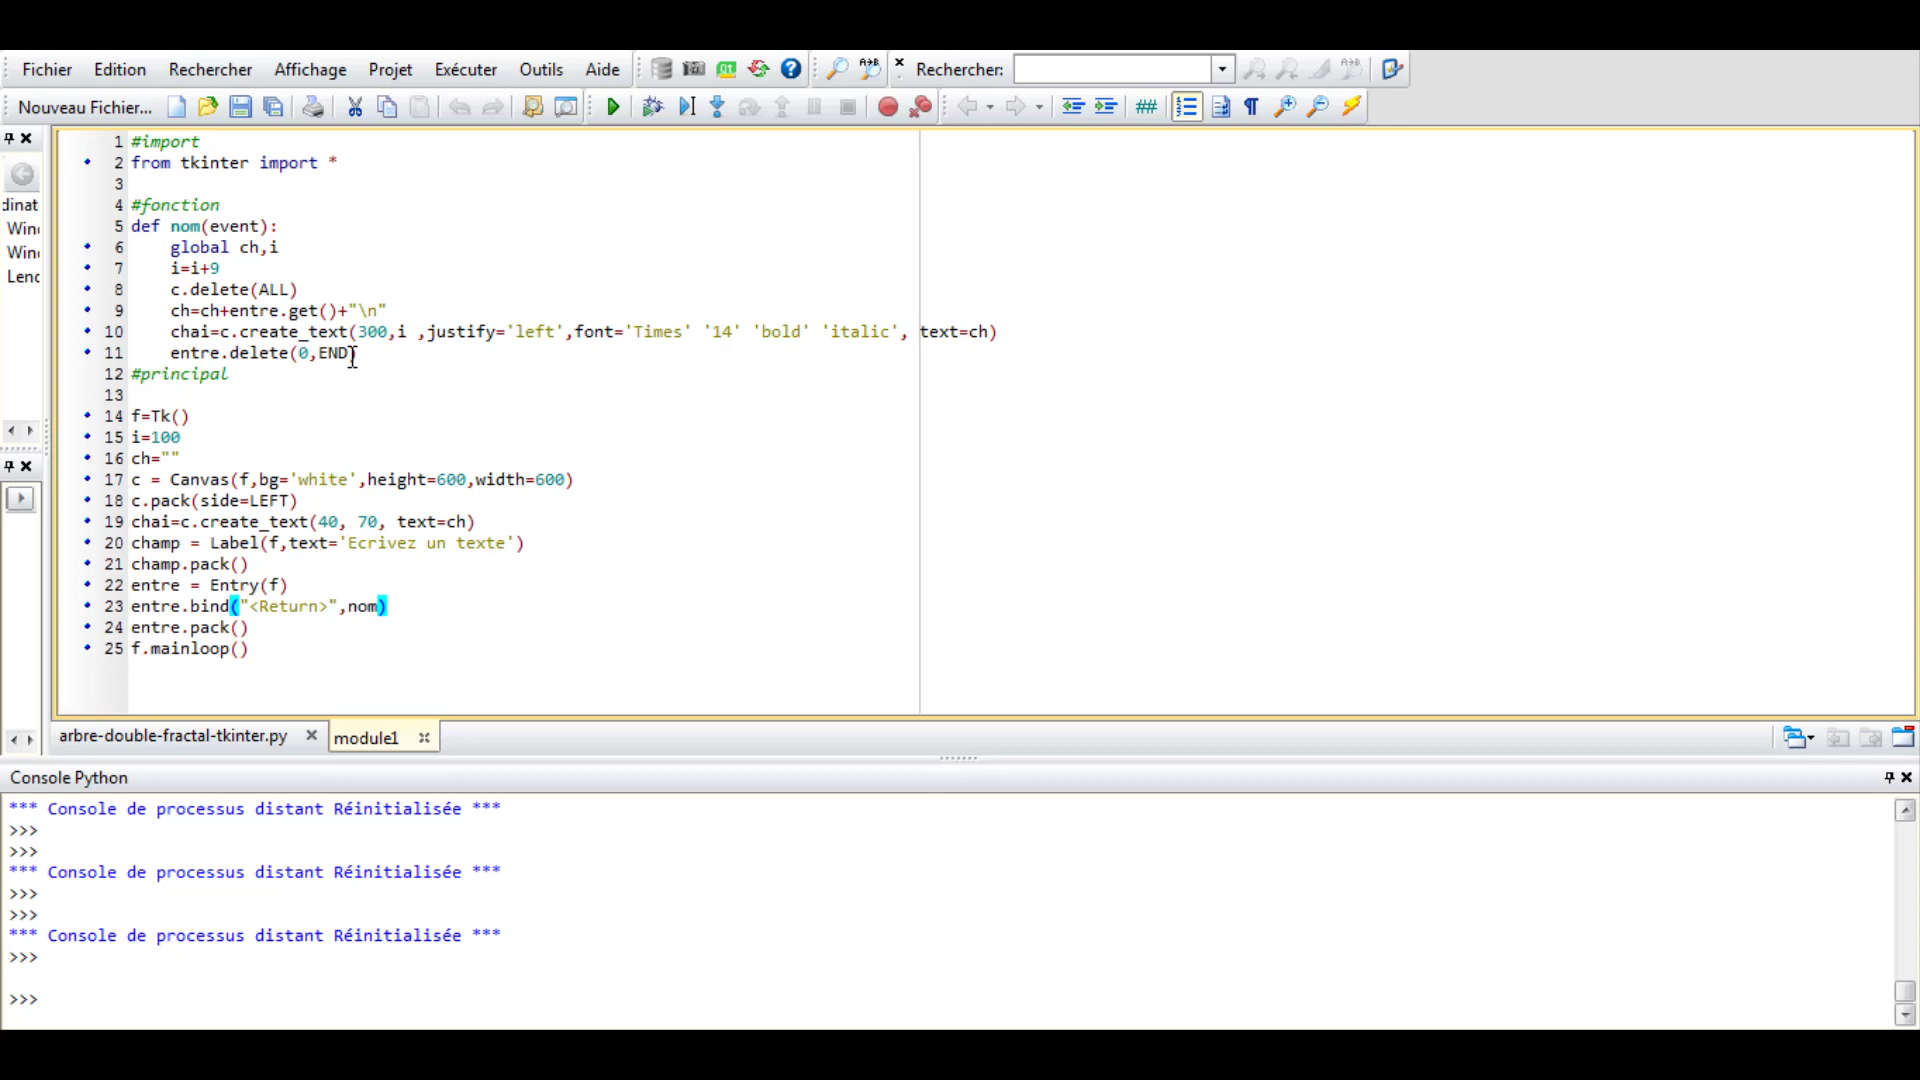 Fichier Edition Rechercher Affichage Projet Exécuter Outils Aide Rechercher:
Nouveau Fichier...
dinat
Win
Win
Lenc
1 #import
2 from tkinter import *
3
4 #fonction
5 def nom(event):
6 global ch,i
7 i=i+9
8 c.delete(ALL)
9 ch=ch+entre.get()+"\n"
10 chai=c.create_text(300,i ,justify='left',font='Times' '14' 'bold' 'italic', text=ch)
11 entre.delete(0,END)
12 #principal
13
14 f=Tk()
15 i=100
16 ch=""
17 c = Canvas(f,bg='white',height=600,width=600)
18 c.pack(side=LEFT)
19 chai=c.create_text(40, 70, text=ch)
20 champ = Label(f,text='Ecrivez un texte')
21 champ.pack()
22 entre = Entry(f)
23 entre.bind("<Return>",nom)
24 entre.pack()
25 f.mainloop()
arbre-double-fractal-tkinter.py module1
Console Python
*** Console de processus distant Réinitialisée ***
>>>
>>>
*** Console de processus distant Réinitialisée ***
>>>
>>>
*** Console de processus distant Réinitialisée ***
>>>
>>>